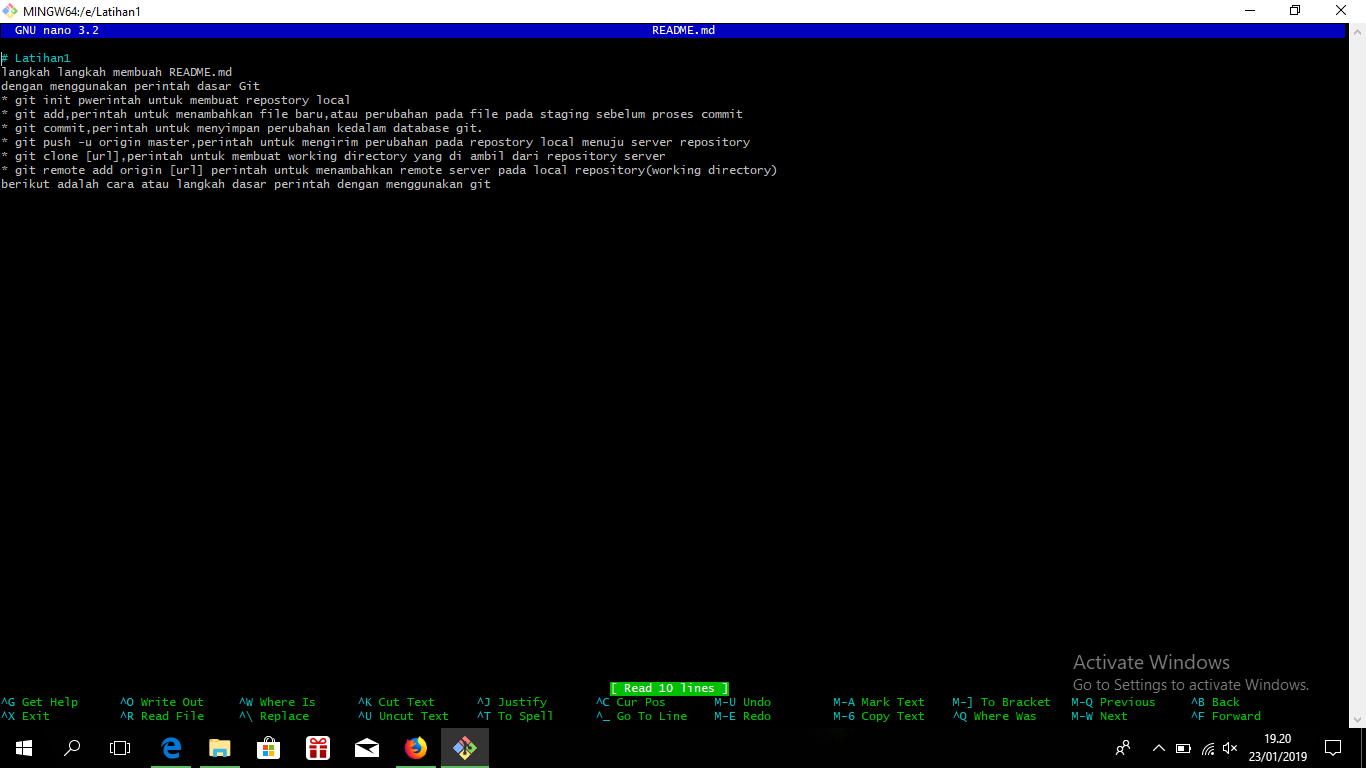 MINGW64:/e/Latihan1
GNU nano 3.2 README.md
# Latihan1
langkah langkah membuah README.md
dengan menggunakan perintah dasar Git
* git init pwerintah untuk membuat repostory local
* git add,perintah untuk menambahkan file baru,atau perubahan pada file pada staging sebelum proses commit
* git commit,perintah untuk menyimpan perubahan kedalam database git.
* git push -u origin master,perintah untuk mengirim perubahan pada repostory local menuju server repository
* git clone [url],perintah untuk membuat working directory yang di ambil dari repository server
* git remote add origin [url] perintah untuk menambahkan remote server pada local repository(working directory)
berikut adalah cara atau langkah dasar perintah dengan menggunakan git
Activate Windows
Go to Settings to activate Windows.
[ Read 10 lines ]
^G Get Help ^O Write Out ^W Where Is ^K Cut Text ^J Justify ^C Cur Pos M-U Undo M-A Mark Text M-] To Bracket M-Q Previous ^B Back
^X Exit ^R Read File ^\ Replace ^U Uncut Text ^T To Spell ^_ Go To Line M-E Redo M-6 Copy Text ^Q Where Was M-W Next ^F Forward
19.20
23/01/2019